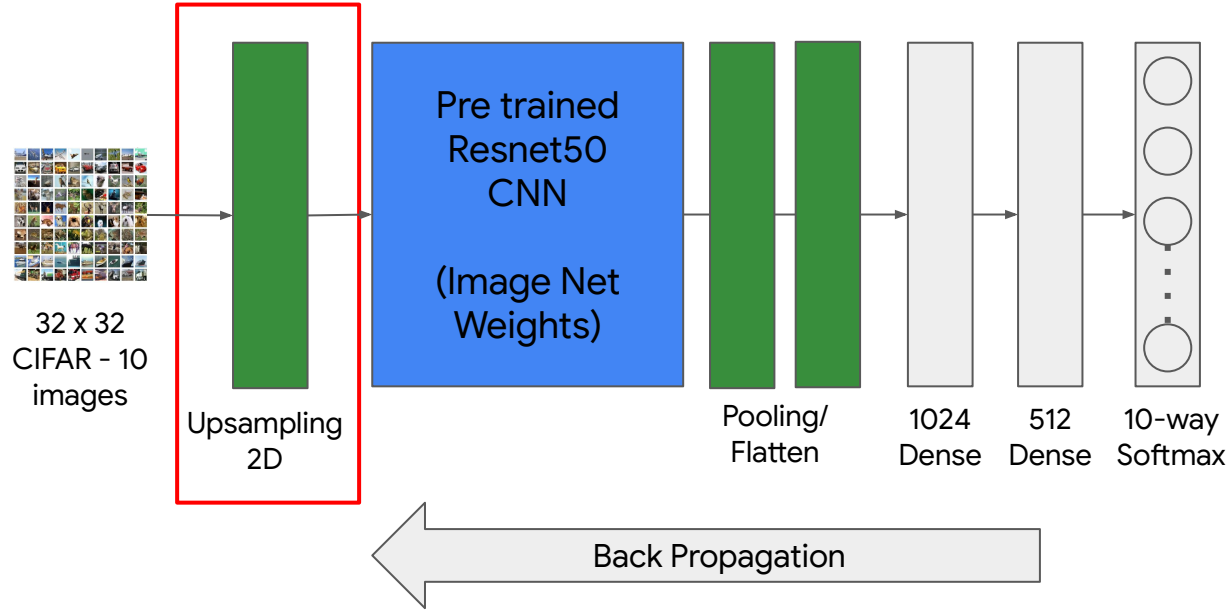 Pre trained
Resnet50
CNN
(Image Net
Weights)
32 x 32
CIFAR - 10
images
Upsampling
2D
Pooling/
Flatten
1024
Dense
512
Dense
10-way
Softmax
Back Propagation